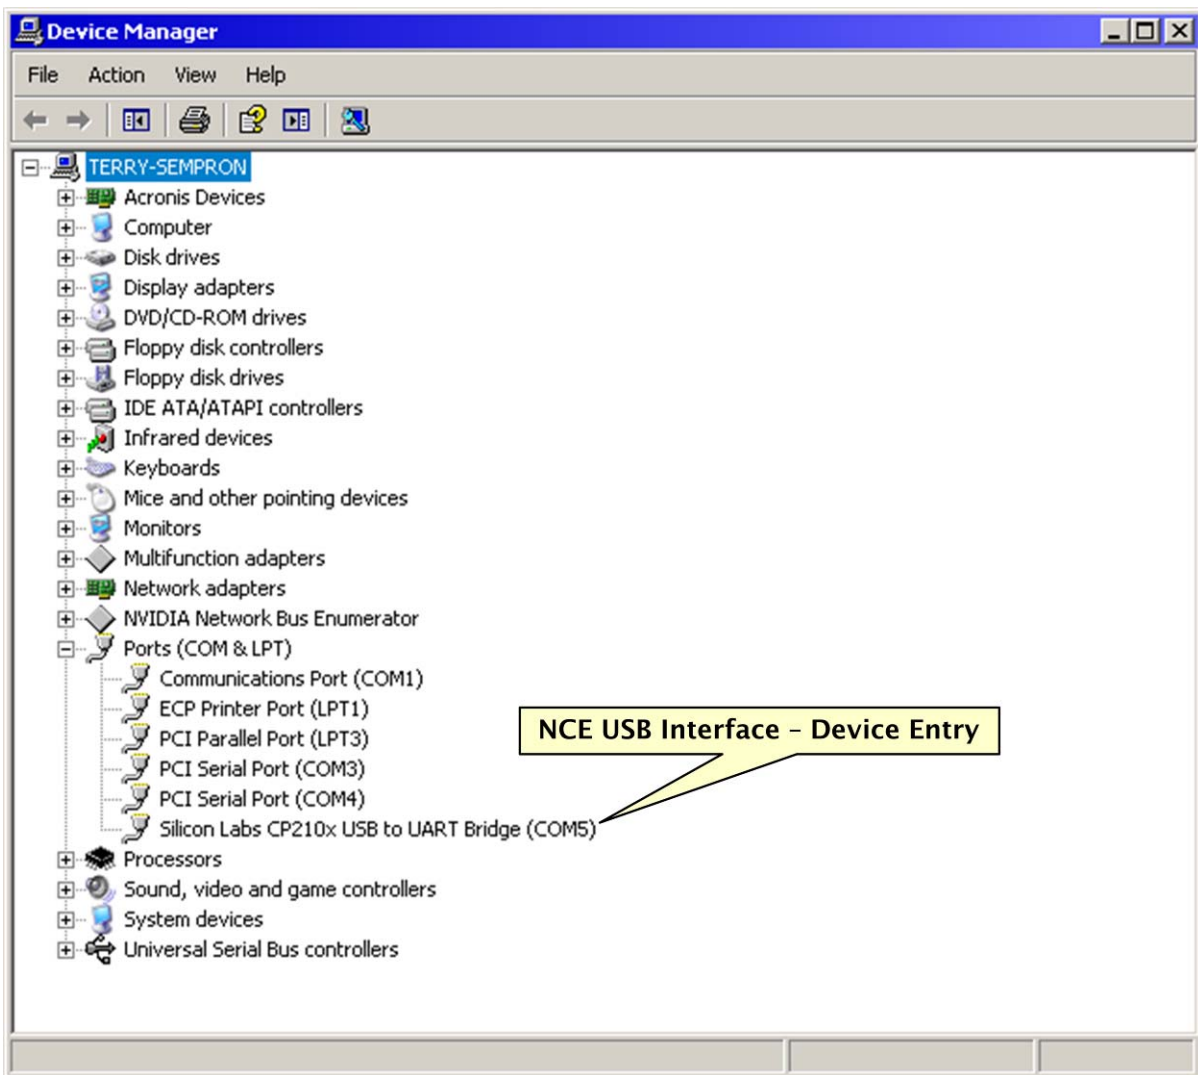 Device Manager
File Action View Help
TERRY-SEMPRON
Acronis Devices
Computer
Disk drives
Display adapters
DVD/CD-ROM drives
Floppy disk controllers
Floppy disk drives
IDE ATA/ATAPI controllers
Infrared devices
Keyboards
Mice and other pointing devices
Monitors
Multifunction adapters
Network adapters
NVIDIA Network Bus Enumerator
Ports (COM & LPT)
Communications Port (COM1)
ECP Printer Port (LPT1)
NCE USB Interface – Device Entry
PCI Parallel Port (LPT3)
PCI Serial Port (COM3)
PCI Serial Port (COM4)
Silicon Labs CP210x USB to UART Bridge (COM5)
Processors
Sound, video and game controllers
System devices
Universal Serial Bus controllers